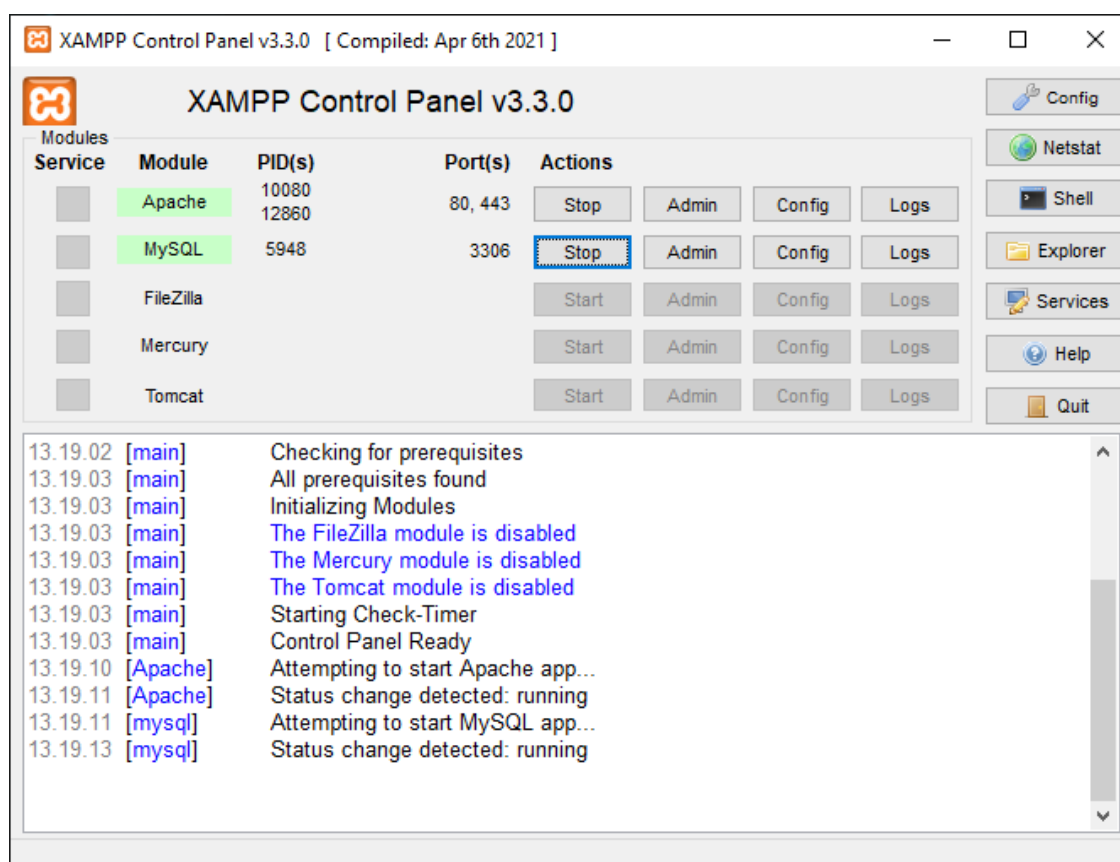 XAMPP Control Panel v3.3.0 [ Compiled: Apr 6th 2021 ]
XAMPP Control Panel v3.3.0
Config
Netstat
Shell
Explorer
Services
Help
Quit
Modules
Service Module PID(s) Port(s) Actions
Apache 10080 12860 80, 443 Stop Admin Config Logs
MySQL 5948 3306 Stop Admin Config Logs
FileZilla Start Admin Config Logs
Mercury Start Admin Config Logs
Tomcat Start Admin Config Logs
13.19.02 [main] Checking for prerequisites
13.19.03 [main] All prerequisites found
13.19.03 [main] Initializing Modules
13.19.03 [main] The FileZilla module is disabled
13.19.03 [main] The Mercury module is disabled
13.19.03 [main] The Tomcat module is disabled
13.19.03 [main] Starting Check-Timer
13.19.03 [main] Control Panel Ready
13.19.10 [Apache] Attempting to start Apache app...
13.19.11 [Apache] Status change detected: running
13.19.11 [mysql] Attempting to start MySQL app...
13.19.13 [mysql] Status change detected: running